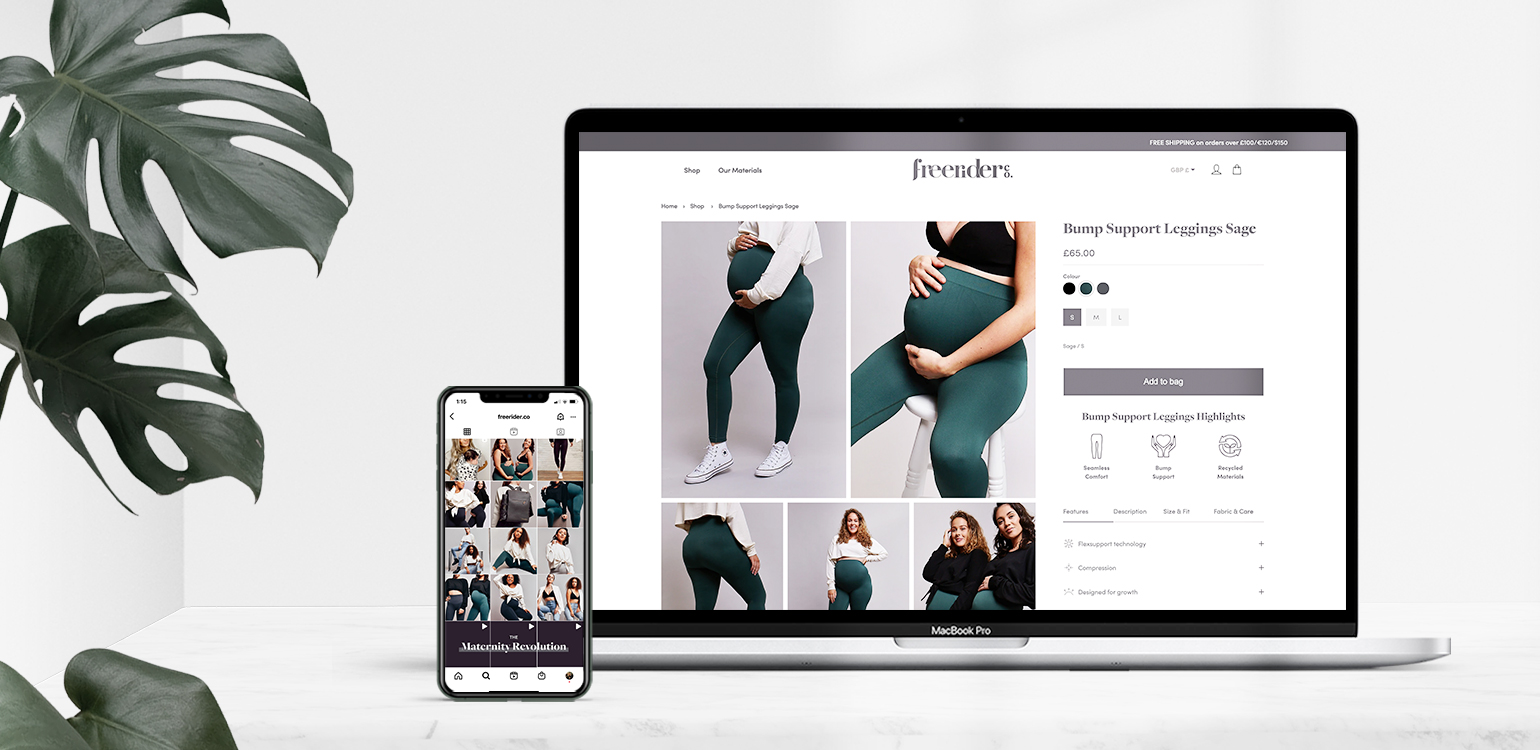 FREE SHIPPING on orders over £100/€120/$150
Shop Our Materials
freerider co.
GBP £
Home › Shop › Bump Support Leggings Sage
Bump Support Leggings Sage
£65.00
Colour
S M L
Sage / S
Add to bag
Bump Support Leggings Highlights
Seamless Comfort
Bump Support
Recycled Materials
Features Description Size & Fit Fabric & Care
Flexsupport technology +
Compression +
Designed for growth +
MacBook Pro
1:15
freerider.co
THE
Maternity Revolution